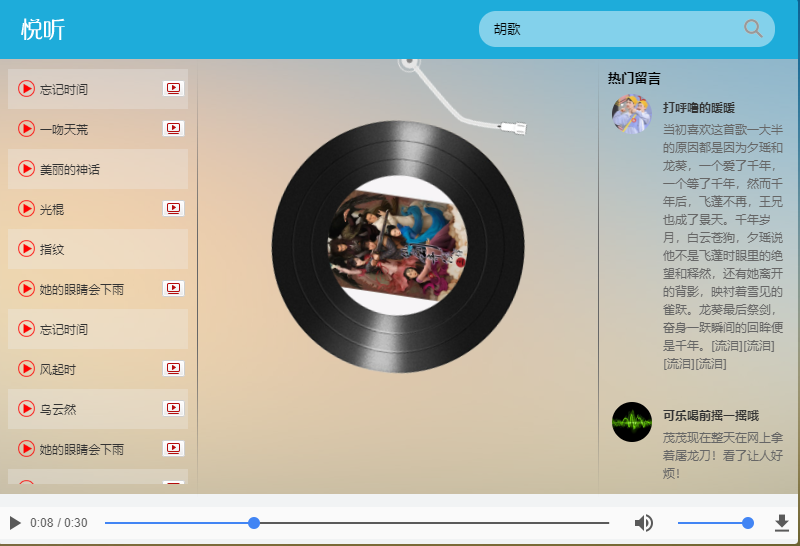 悦听
胡歌
忘记时间
一吻天荒
美丽的神话
光棍
指纹
她的眼睛会下雨
忘记时间
风起时
乌云然
她的眼睛会下雨
热门留言
打呼噜的暖暖
当初喜欢这首歌一大半
的原因都是因为夕瑶和
龙葵，一个爱了千年，
一个等了千年，然而千
年后，飞蓬不再，王兄
也成了景天。千年岁
月，白云苍狗，夕瑶说
他不是飞蓬时眼里的绝
望和释然，还有她离开
的背影，映衬着雪见的
雀跃。龙葵最后祭剑，
奋身一跃瞬间的回眸便
是千年。[流泪][流泪]
[流泪][流泪]
可乐喝前摇一摇哦
茂茂现在整天在网上拿
着屠龙刀！看了让人好
烦！
0:08 / 0:30